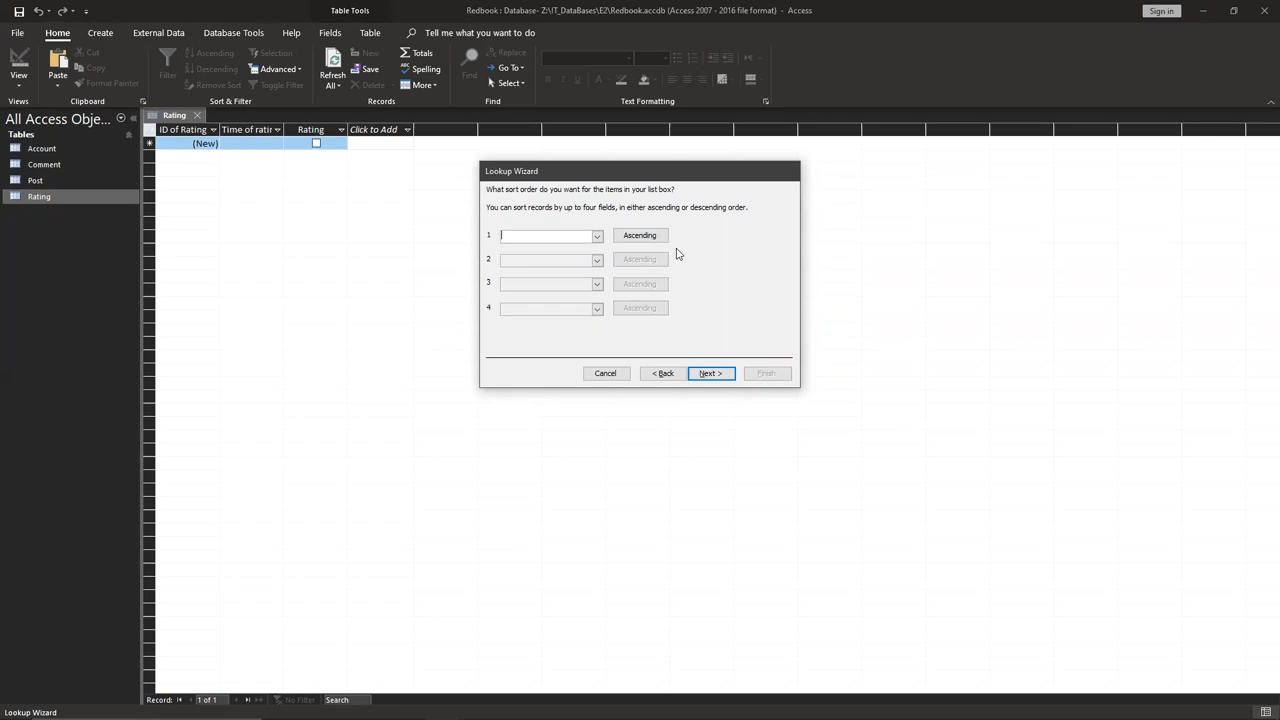 Table Tools
Redbook : Database- Z:\IT_DataBases\E2\Redbook.accdb (Access 2007 - 2016 file format) - Access
Sign in
File
Home
Create
External Data
Database Tools
Help
Fields
Table
Tell me what you want to do
View
Views
Paste
Cut
Copy
Format Painter
Clipboard
Filter
Ascending
Descending
Remove Sort
Selection
Advanced
Toggle Filter
Sort & Filter
Refresh
All
New
Save
Delete
Totals
Spelling
More
Records
Find
Replace
Go To
Select
Find
Text Formatting
All Access Obje...
Tables
Account
Comment
Post
Rating
Rating
ID of Rating
Time of ratin
Rating
Click to Add
(New)
Lookup Wizard
What sort order do you want for the items in your list box?
You can sort records by up to four fields, in either ascending or descending order.
1 Ascending
2 Ascending
3 Ascending
4 Ascending
Cancel
< Back
Next >
Finish
Record:
1 of 1
No Filter
Search
Lookup Wizard